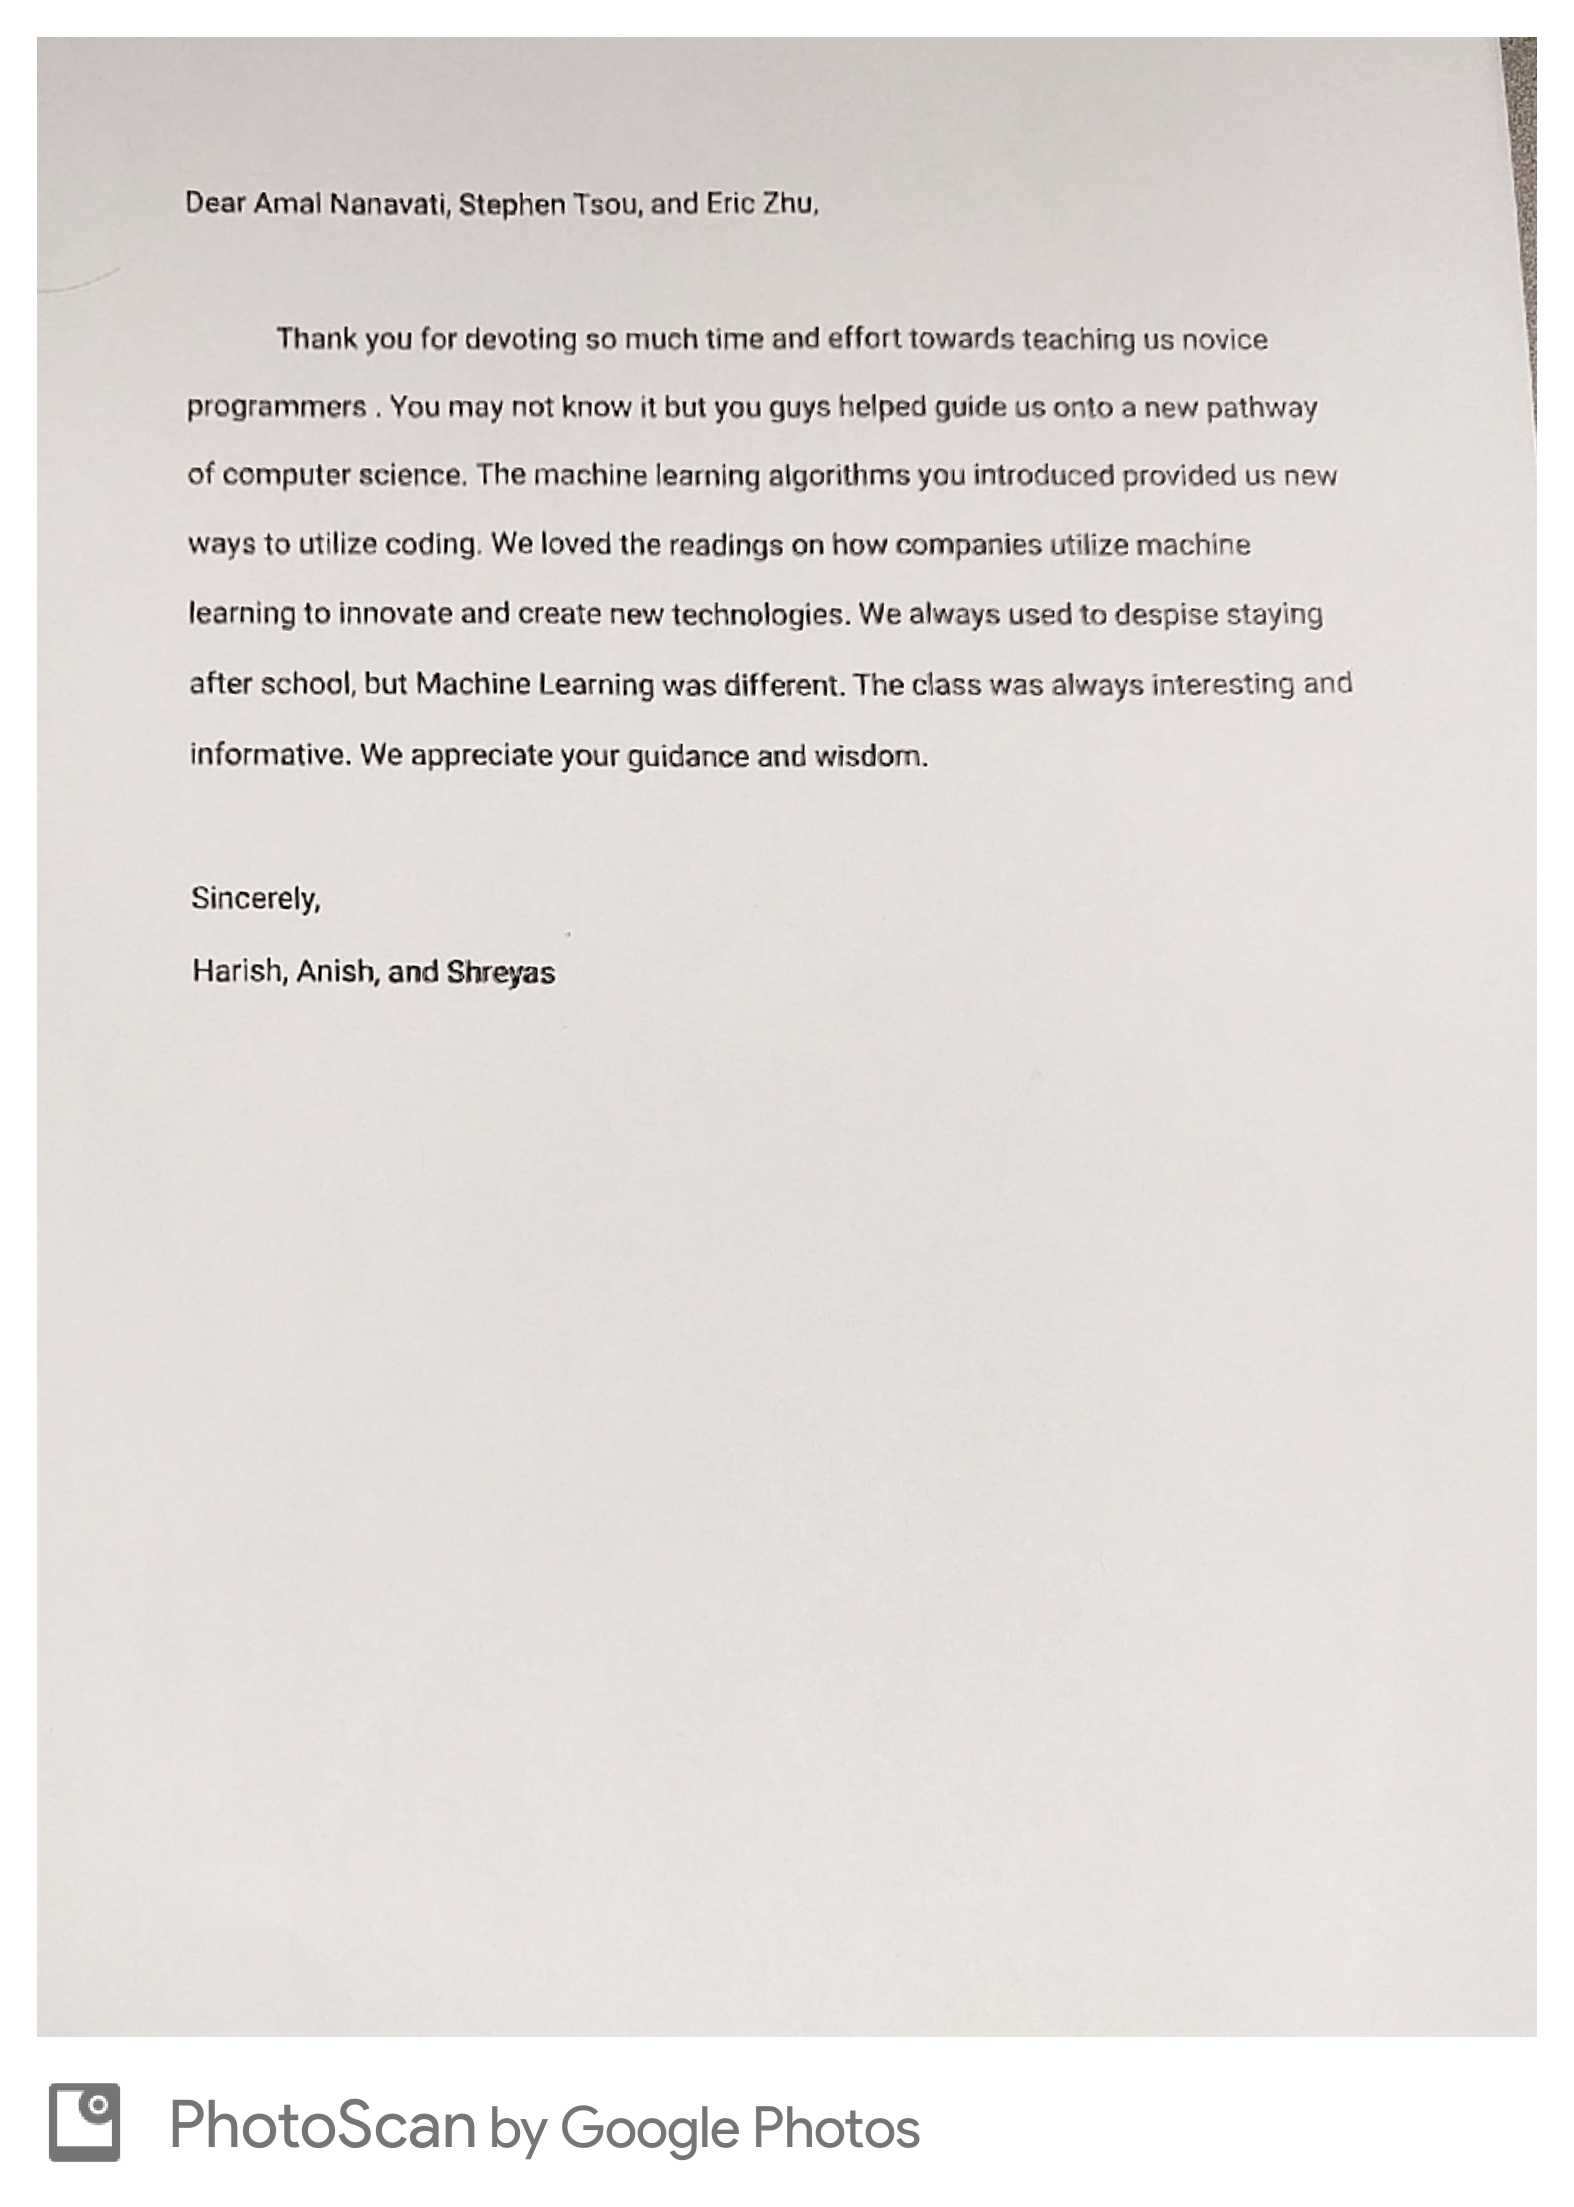 Dear Amal Nanavati, Stephen Tsou, and Eric Zhu,
Thank you for devoting so much time and effort towards teaching us novice
programmers . You may not know it but you guys helped guide us onto a new pathway
of computer science. The machine learning algorithms you introduced provided us new
ways to utilize coding. We loved the readings on how companies utilize machine
learning to innovate and create new technologies. We always used to despise staying
after school, but Machine Learning was different. The class was always interesting and
informative. We appreciate your guidance and wisdom.
Sincerely,
Harish, Anish, and Shreyas
PhotoScan by Google Photos